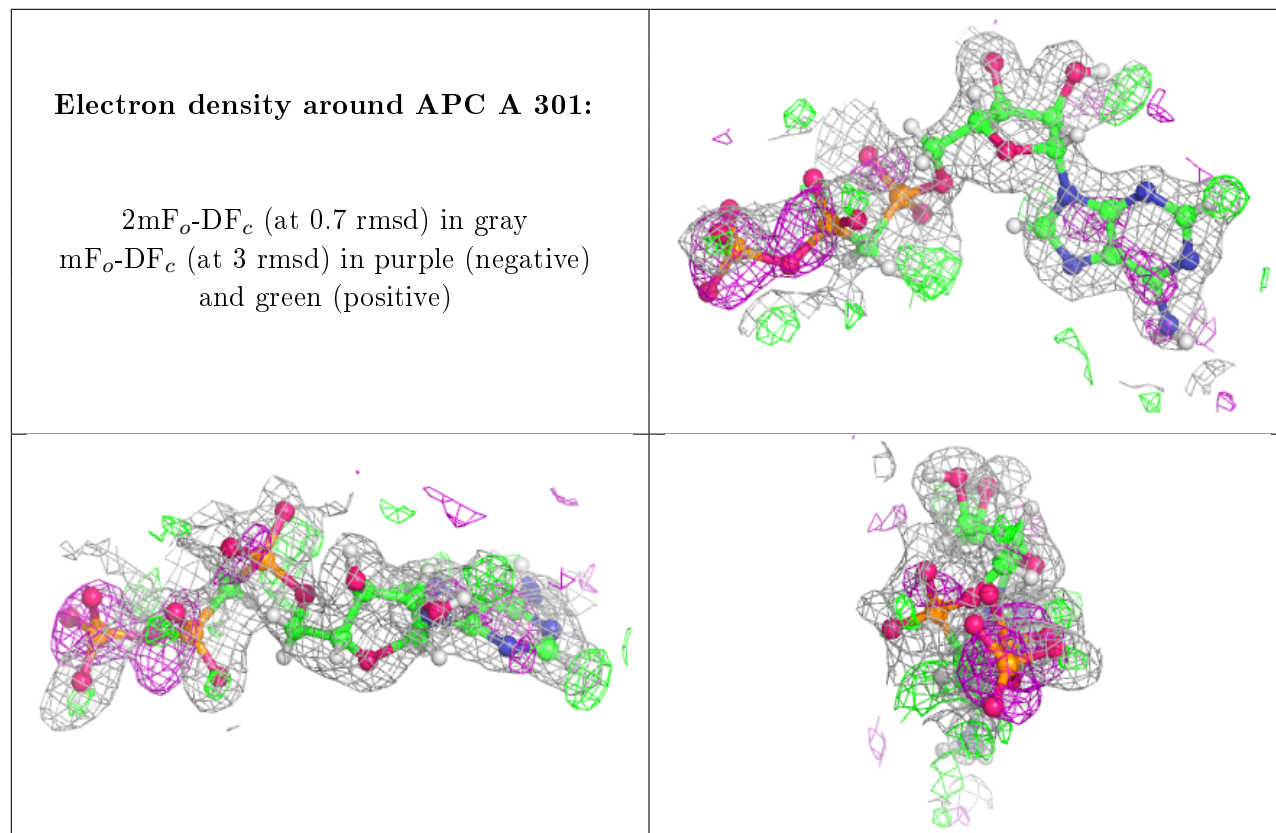 Electron density around APC A 301:
2mFₒ-DF𝒸 (at 0.7 rmsd) in gray
mFₒ-DF𝒸 (at 3 rmsd) in purple (negative)
and green (positive)